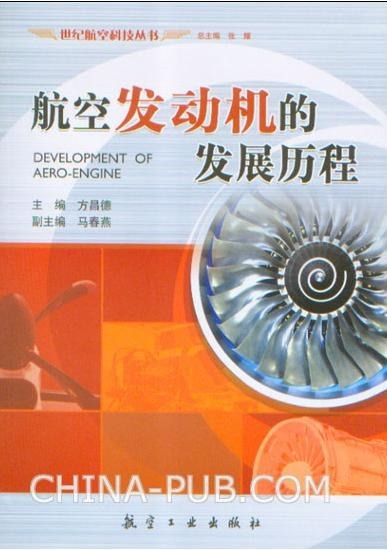 世纪航空科技丛书 总主编 张 耀
航空发动机的
发展历程
DEVELOPMENT OF
AERO-ENGINE
主 编 方昌德
副主编 马春燕
CHINA-PUB.COM
航空工业出版社